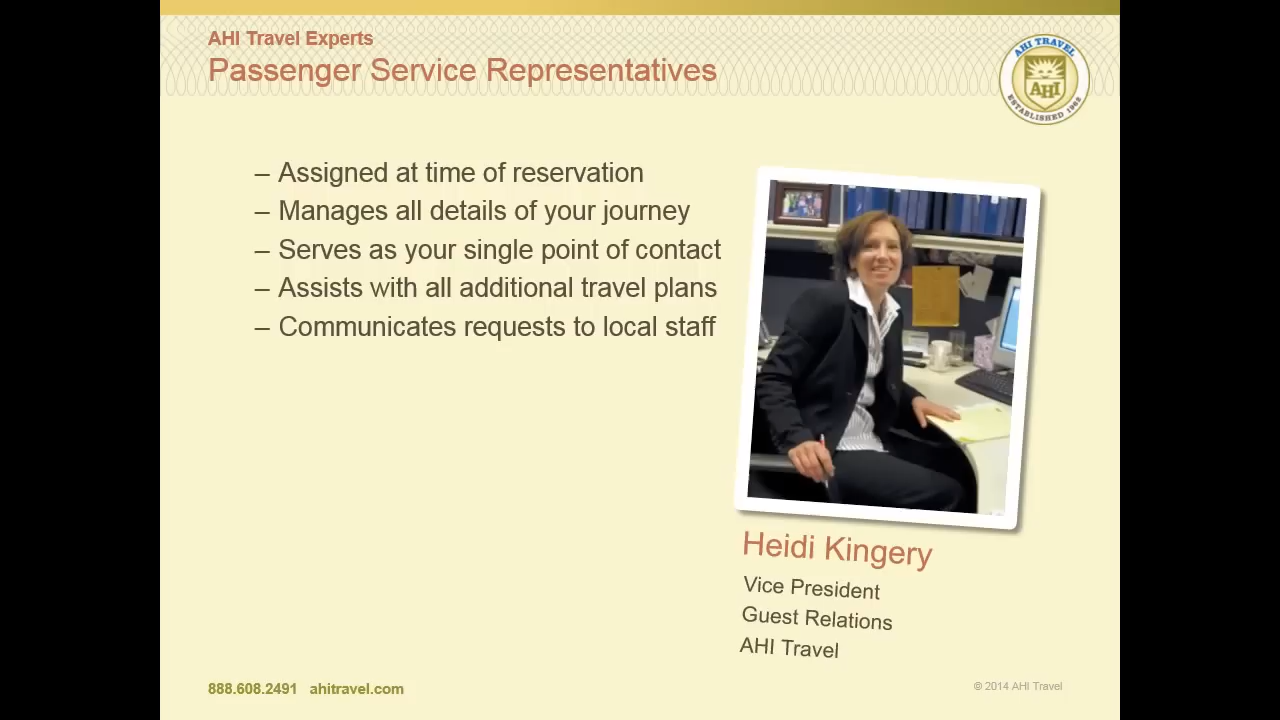 AHI Travel Experts
Passenger Service Representatives
AHI TRAVEL
AHI
ESTABLISHED 1962
– Assigned at time of reservation
– Manages all details of your journey
– Serves as your single point of contact
– Assists with all additional travel plans
– Communicates requests to local staff
Heidi Kingery
Vice President
Guest Relations
AHI Travel
888.608.2491 ahitravel.com
© 2014 AHI Travel